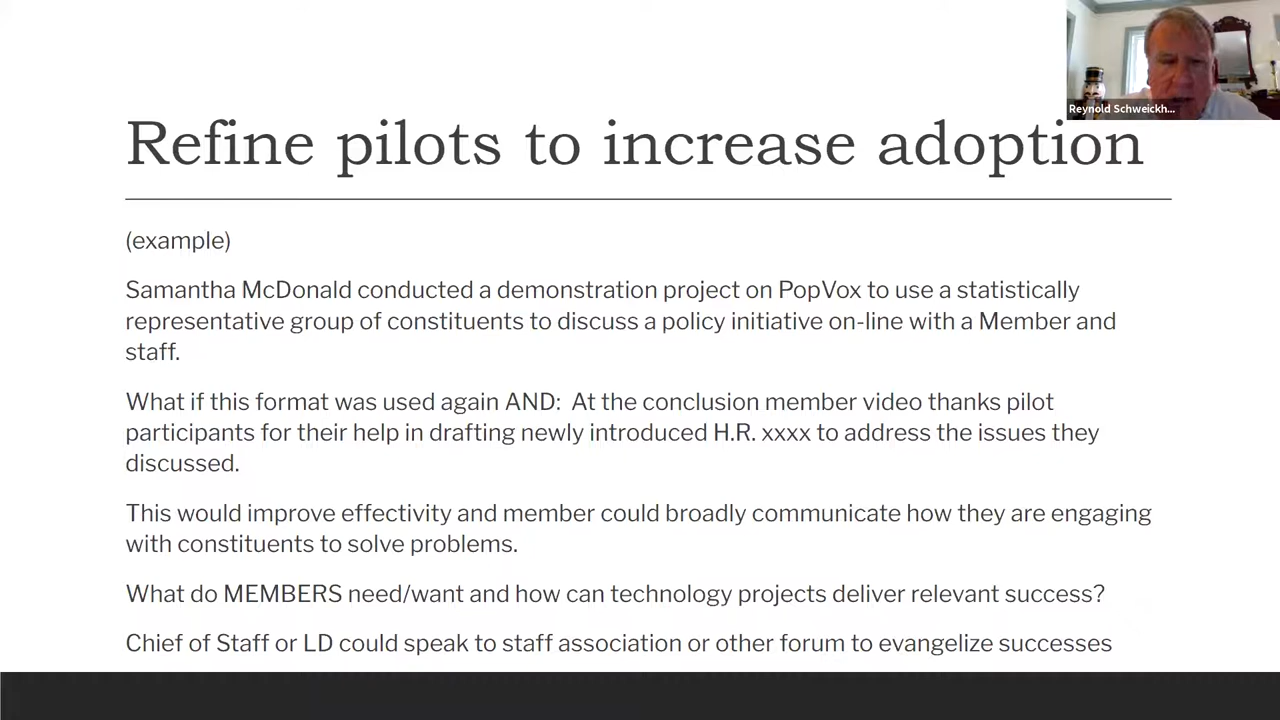 Reynold Schweickh...
Refine pilots to increase adoption
(example)
Samantha McDonald conducted a demonstration project on PopVox to use a statistically
representative group of constituents to discuss a policy initiative on-line with a Member and
staff.
What if this format was used again AND:  At the conclusion member video thanks pilot
participants for their help in drafting newly introduced H.R. xxxx to address the issues they
discussed.
This would improve effectivity and member could broadly communicate how they are engaging
with constituents to solve problems.
What do MEMBERS need/want and how can technology projects deliver relevant success?
Chief of Staff or LD could speak to staff association or other forum to evangelize successes